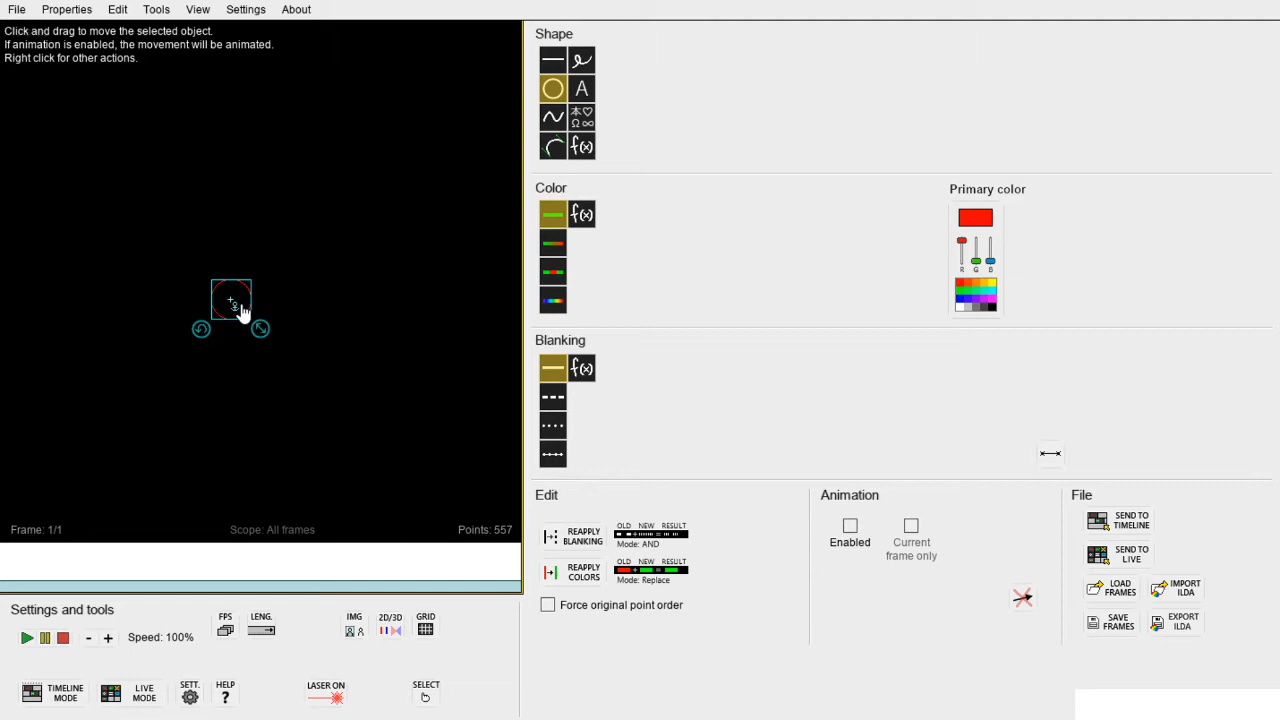 File Properties Edit Tools View Settings About
Click and drag to move the selected object.
If animation is enabled, the movement will be animated.
Right click for other actions.
Frame: 1/1 Scope: All frames Points: 557
Shape
A
本♡
Ω∞
f(x)
Color
f(x)
Primary color
R G B
Blanking
f(x)
Edit
REAPPLY
BLANKING
OLD NEW RESULT
Mode: AND
REAPPLY
COLORS
OLD NEW RESULT
Mode: Replace
Force original point order
Animation
Enabled
Current
frame only
File
SEND TO
TIMELINE
SEND TO
LIVE
LOAD
FRAMES
IMPORT
ILDA
SAVE
FRAMES
EXPORT
ILDA
Settings and tools
- + Speed: 100%
FPS
LENG.
IMG
2D/3D
GRID
TIMELINE
MODE
LIVE
MODE
SETT.
HELP
?
LASER ON
SELECT